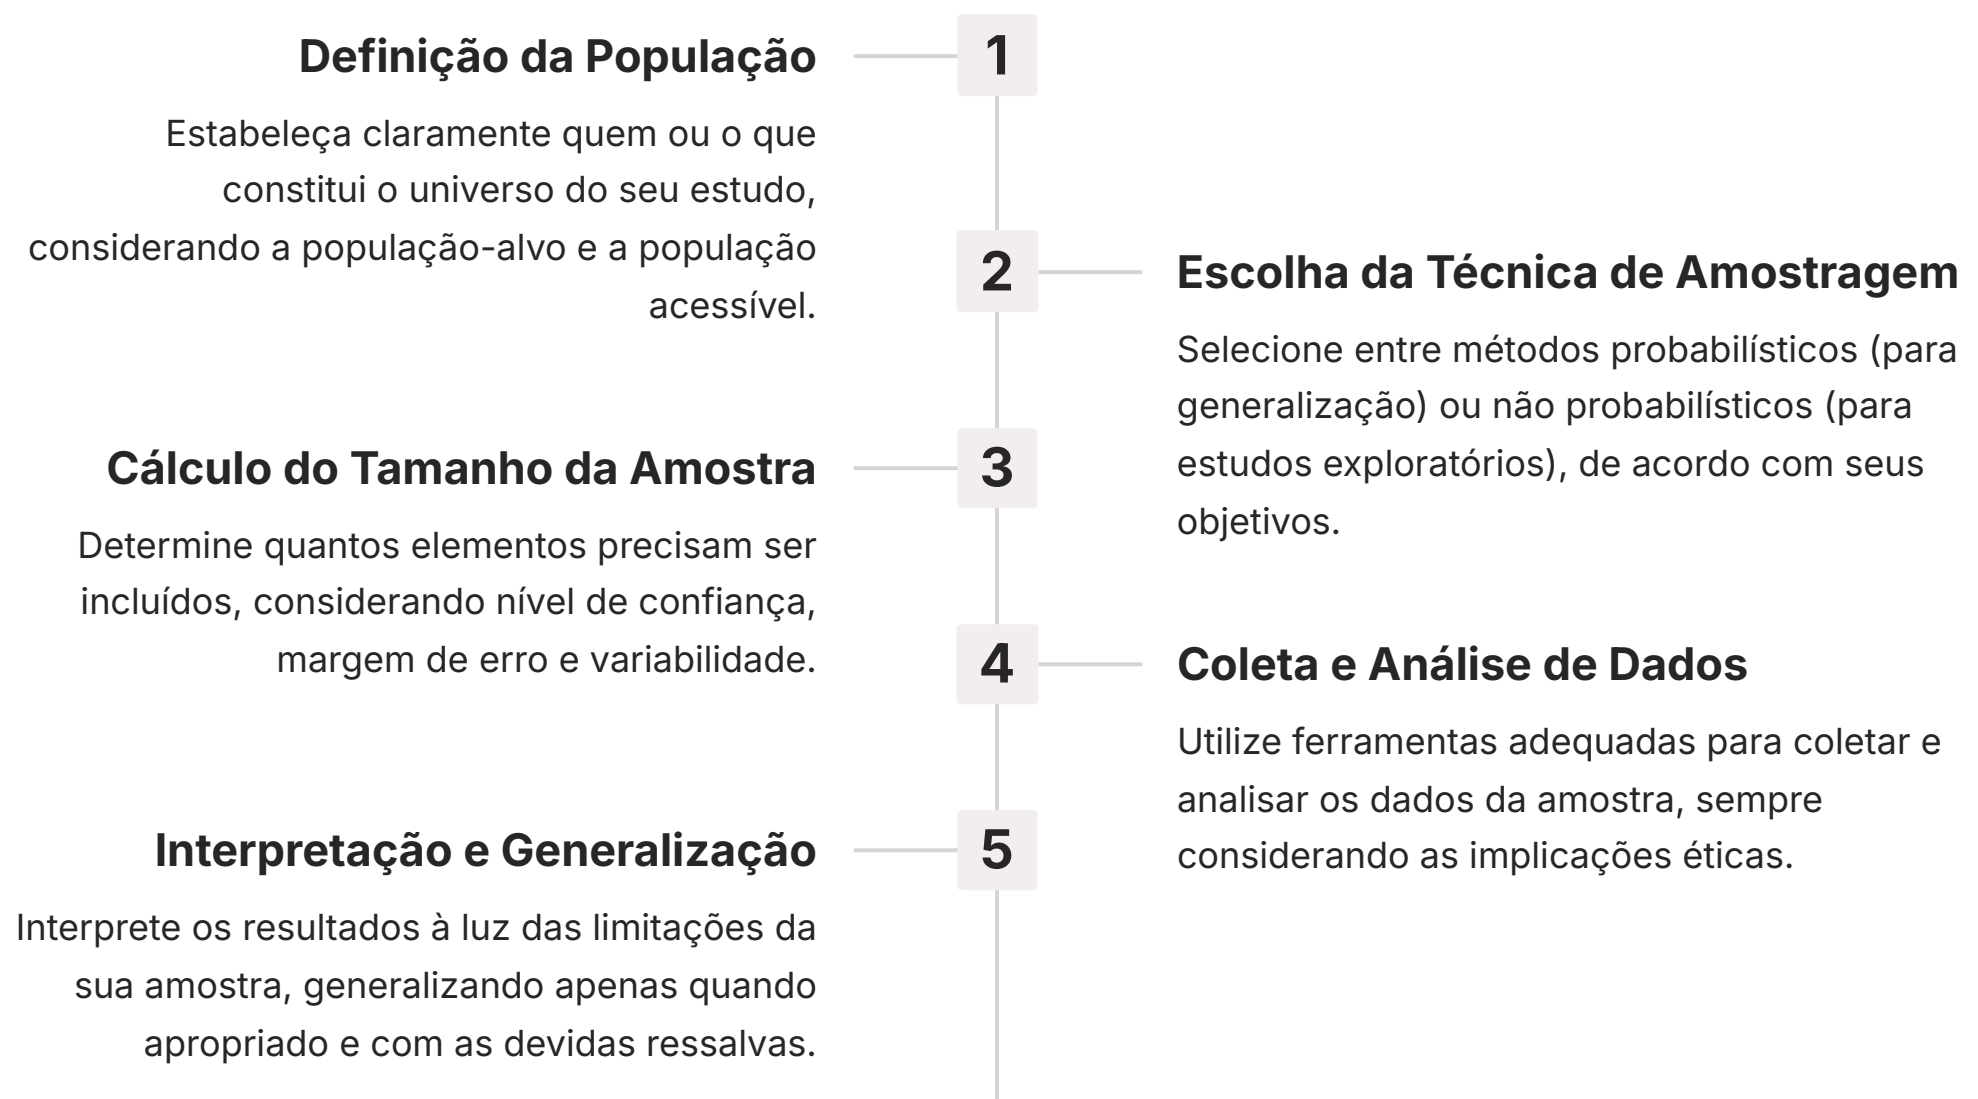 1
Definição da População
Estabeleça claramente quem ou o que
constitui o universo do seu estudo,
considerando a população-alvo e a população
acessível.
2
Escolha da Técnica de Amostragem
Selecione entre métodos probabilísticos (para
generalização) ou não probabilísticos (para
estudos exploratórios), de acordo com seus
objetivos.
3
Cálculo do Tamanho da Amostra
Determine quantos elementos precisam ser
incluídos, considerando nível de confiança,
margem de erro e variabilidade.
4
Coleta e Análise de Dados
Utilize ferramentas adequadas para coletar e
analisar os dados da amostra, sempre
considerando as implicações éticas.
5
Interpretação e Generalização
Interprete os resultados à luz das limitações da
sua amostra, generalizando apenas quando
apropriado e com as devidas ressalvas.